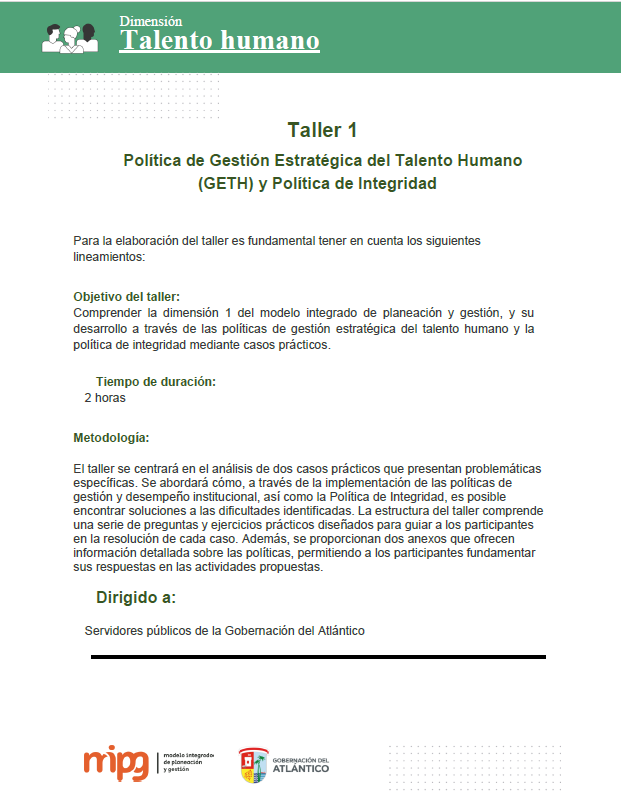 Dimensión
Talento humano
Taller 1
Política de Gestión Estratégica del Talento Humano
(GETH) y Política de Integridad
Para la elaboración del taller es fundamental tener en cuenta los siguientes
lineamientos:
Objetivo del taller:
Comprender la dimensión 1 del modelo integrado de planeación y gestión, y su
desarrollo a través de las políticas de gestión estratégica del talento humano y la
política de integridad mediante casos prácticos.
Tiempo de duración:
2 horas
Metodología:
El taller se centrará en el análisis de dos casos prácticos que presentan problemáticas
específicas. Se abordará cómo, a través de la implementación de las políticas de
gestión y desempeño institucional, así como la Política de Integridad, es posible
encontrar soluciones a las dificultades identificadas. La estructura del taller comprende
una serie de preguntas y ejercicios prácticos diseñados para guiar a los participantes
en la resolución de cada caso. Además, se proporcionan dos anexos que ofrecen
información detallada sobre las políticas, permitiendo a los participantes fundamentar
sus respuestas en las actividades propuestas.
Dirigido a:
Servidores públicos de la Gobernación del Atlántico
mipg
modelo integrado
de planeación
y gestión
GOBERNACIÓN DEL
ATLÁNTICO